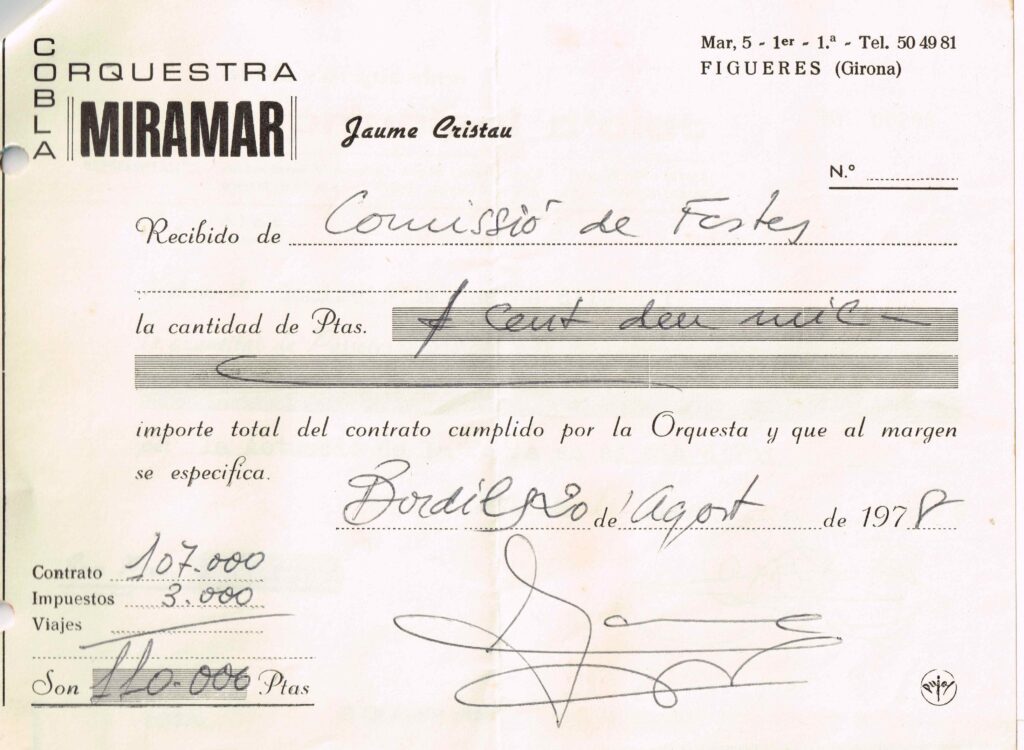 COBLA
ORQUESTRA
MIRAMAR
Jaume Cristau
Mar, 5 - 1er - 1.ª - Tel. 50 49 81
FIGUERES (Girona)
N.º
Recibido de Comissió de Festes
la cantidad de Ptas. cent deu mil -
importe total del contrato cumplido por la Orquesta y que al margen
se especifica.
Bordils 20 de Agost de 1978
Contrato 107.000
Impuestos 3.000
Viajes
Son 110.000 Ptas
Pujol